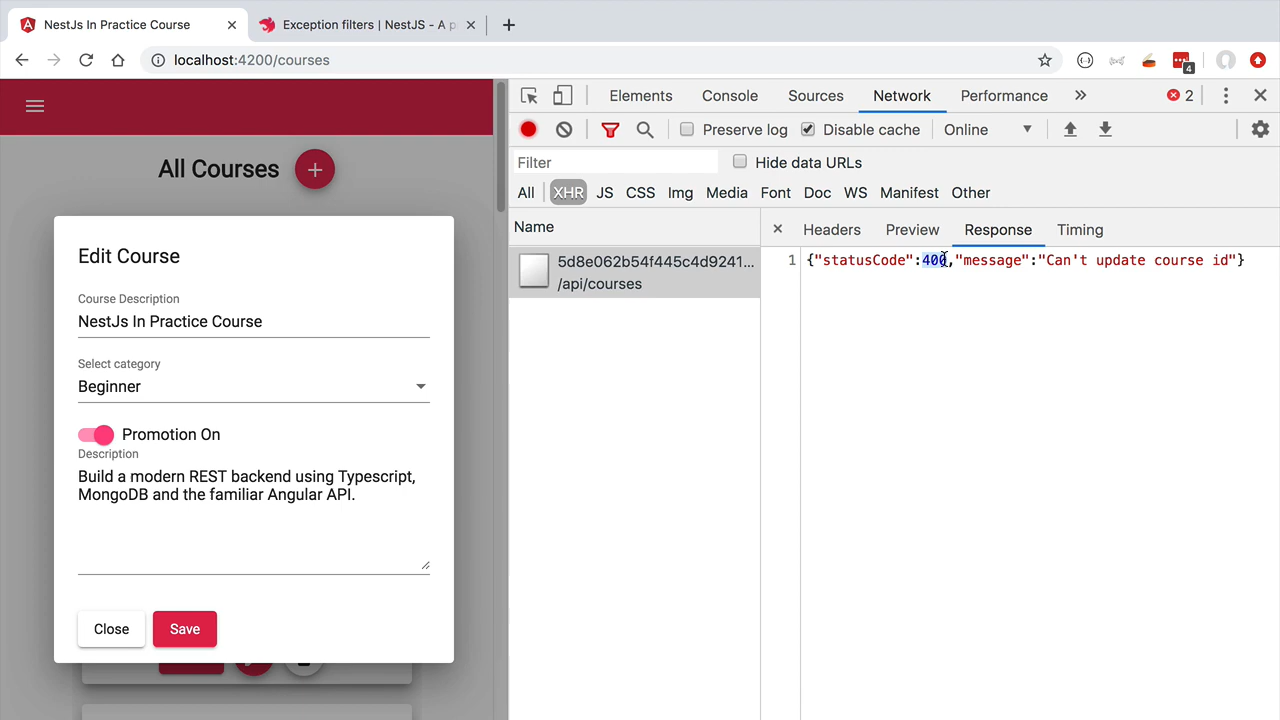 NestJs In Practice Course
Exception filters | NestJS - A p
localhost:4200/courses
4
All Courses
Edit Course
Course Description
NestJs In Practice Course
Select category
Beginner
Promotion On
Description
Build a modern REST backend using Typescript,
MongoDB and the familiar Angular API.
Close Save
Elements Console Sources Network Performance 2
Preserve log Disable cache Online
Filter Hide data URLs
All XHR JS CSS Img Media Font Doc WS Manifest Other
Name
5d8e062b54f445c4d9241...
/api/courses
Headers Preview Response Timing
1 {"statusCode":400,"message":"Can't update course id"}